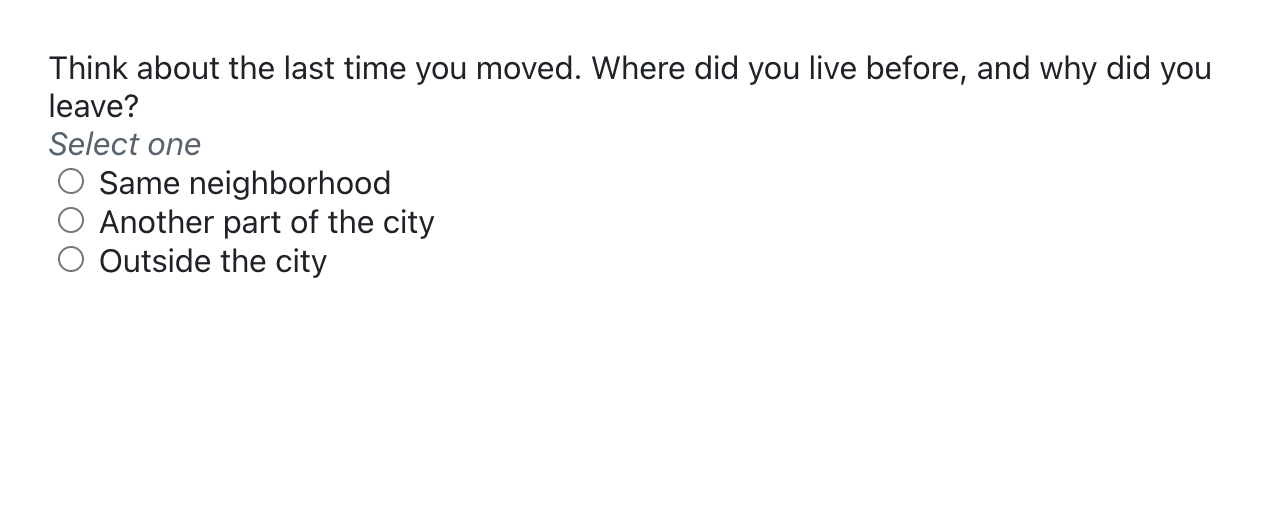 Think about the last time you moved. Where did you live before, and why did you
leave?
Select one
Same neighborhood
Another part of the city
Outside the city